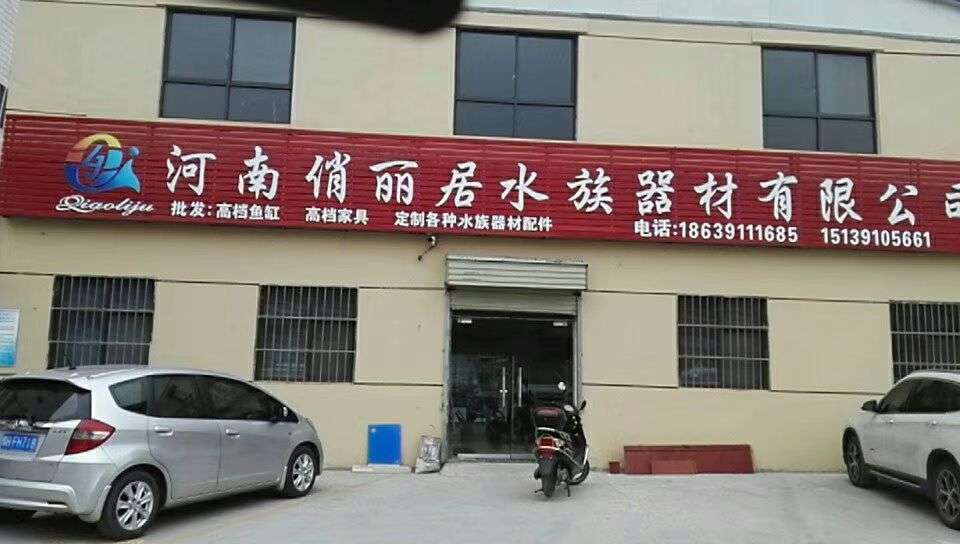 河南俏丽居水族器材有限公司
Qiaoliju
批发:高档鱼缸 高档家具 定制各种水族器材配件
电话:18639111685 15139105661